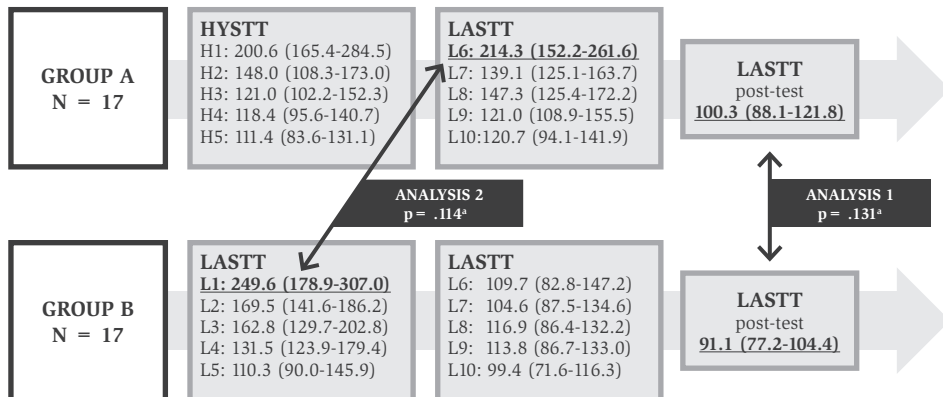 GROUP A
N = 17
HYSTT
H1: 200.6 (165.4-284.5)
H2: 148.0 (108.3-173.0)
H3: 121.0 (102.2-152.3)
H4: 118.4 (95.6-140.7)
H5: 111.4 (83.6-131.1)
LASTT
L6: 214.3 (152.2-261.6)
L7: 139.1 (125.1-163.7)
L8: 147.3 (125.4-172.2)
L9: 121.0 (108.9-155.5)
L10:120.7 (94.1-141.9)
LASTT
post-test
100.3 (88.1-121.8)
ANALYSIS 2
p = .114ᵃ
ANALYSIS 1
p = .131ᵃ
GROUP B
N = 17
LASTT
L1: 249.6 (178.9-307.0)
L2: 169.5 (141.6-186.2)
L3: 162.8 (129.7-202.8)
L4: 131.5 (123.9-179.4)
L5: 110.3 (90.0-145.9)
LASTT
L6: 109.7 (82.8-147.2)
L7: 104.6 (87.5-134.6)
L8: 116.9 (86.4-132.2)
L9: 113.8 (86.7-133.0)
L10: 99.4 (71.6-116.3)
LASTT
post-test
91.1 (77.2-104.4)